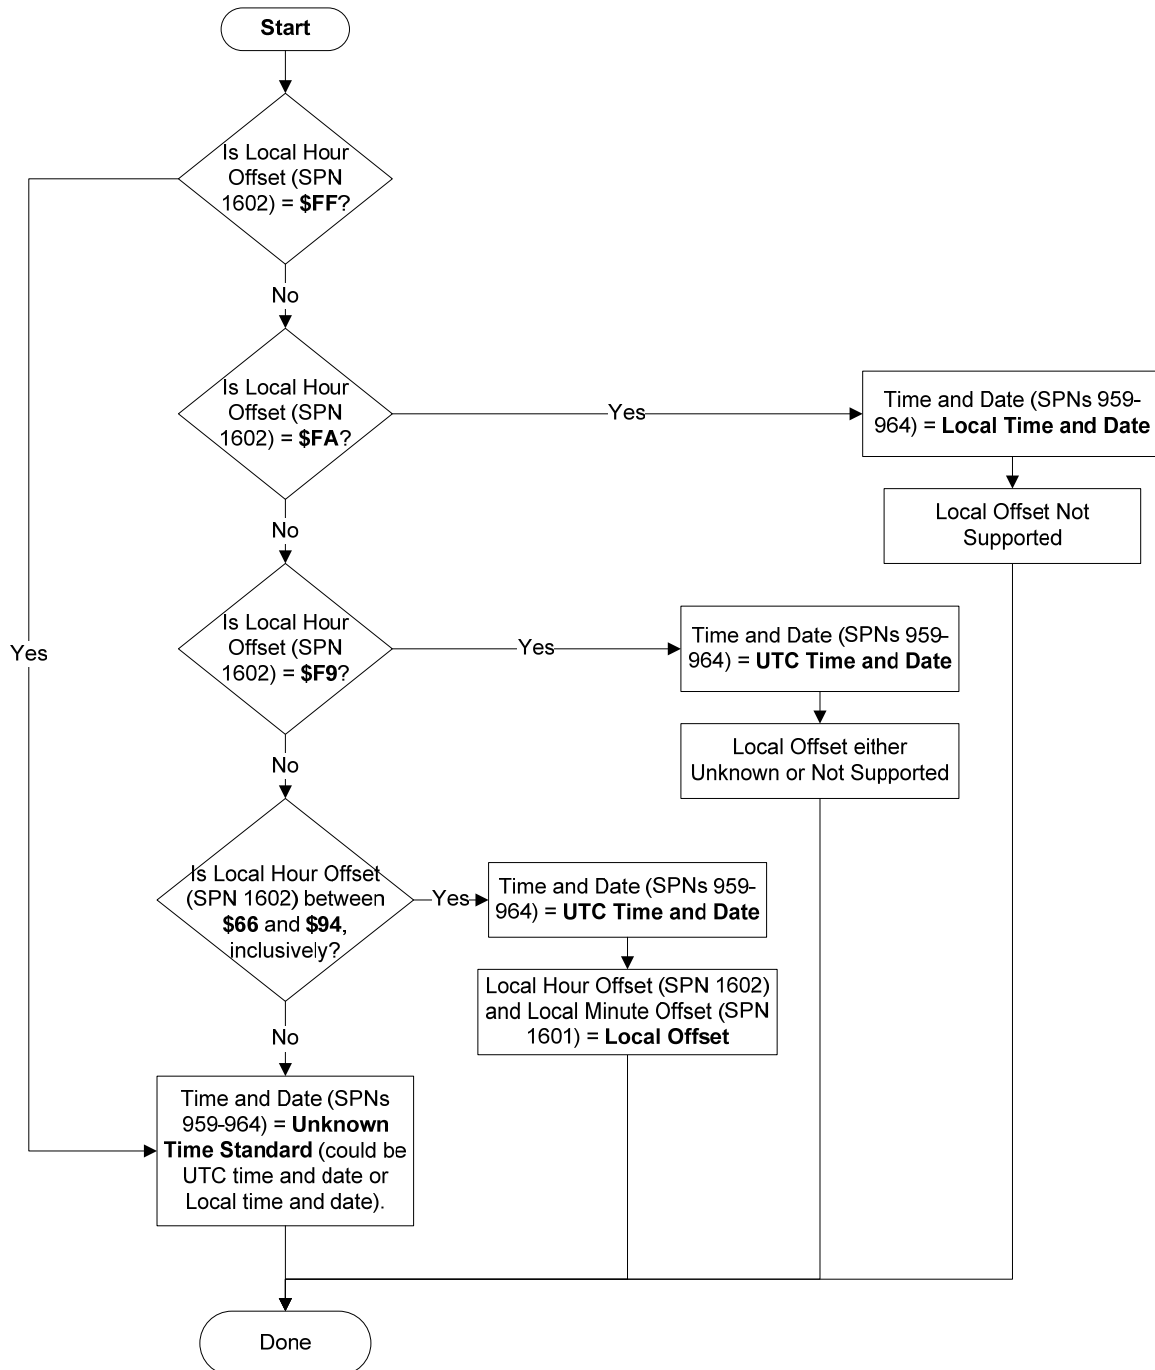 Start
Is Local Hour
Offset (SPN
1602) = $FF?
No
Is Local Hour
Offset (SPN
1602) = $FA?
Yes
Time and Date (SPNs 959-
964) = Local Time and Date
Local Offset Not
Supported
No
Is Local Hour
Offset (SPN
1602) = $F9?
Yes
Time and Date (SPNs 959-
964) = UTC Time and Date
Local Offset either
Unknown or Not Supported
Yes
No
Is Local Hour Offset
(SPN 1602) between
$66 and $94,
inclusively?
Yes
Time and Date (SPNs 959-
964) = UTC Time and Date
Local Hour Offset (SPN 1602)
and Local Minute Offset (SPN
1601) = Local Offset
No
Time and Date (SPNs
959-964) = Unknown
Time Standard (could be
UTC time and date or
Local time and date).
Done